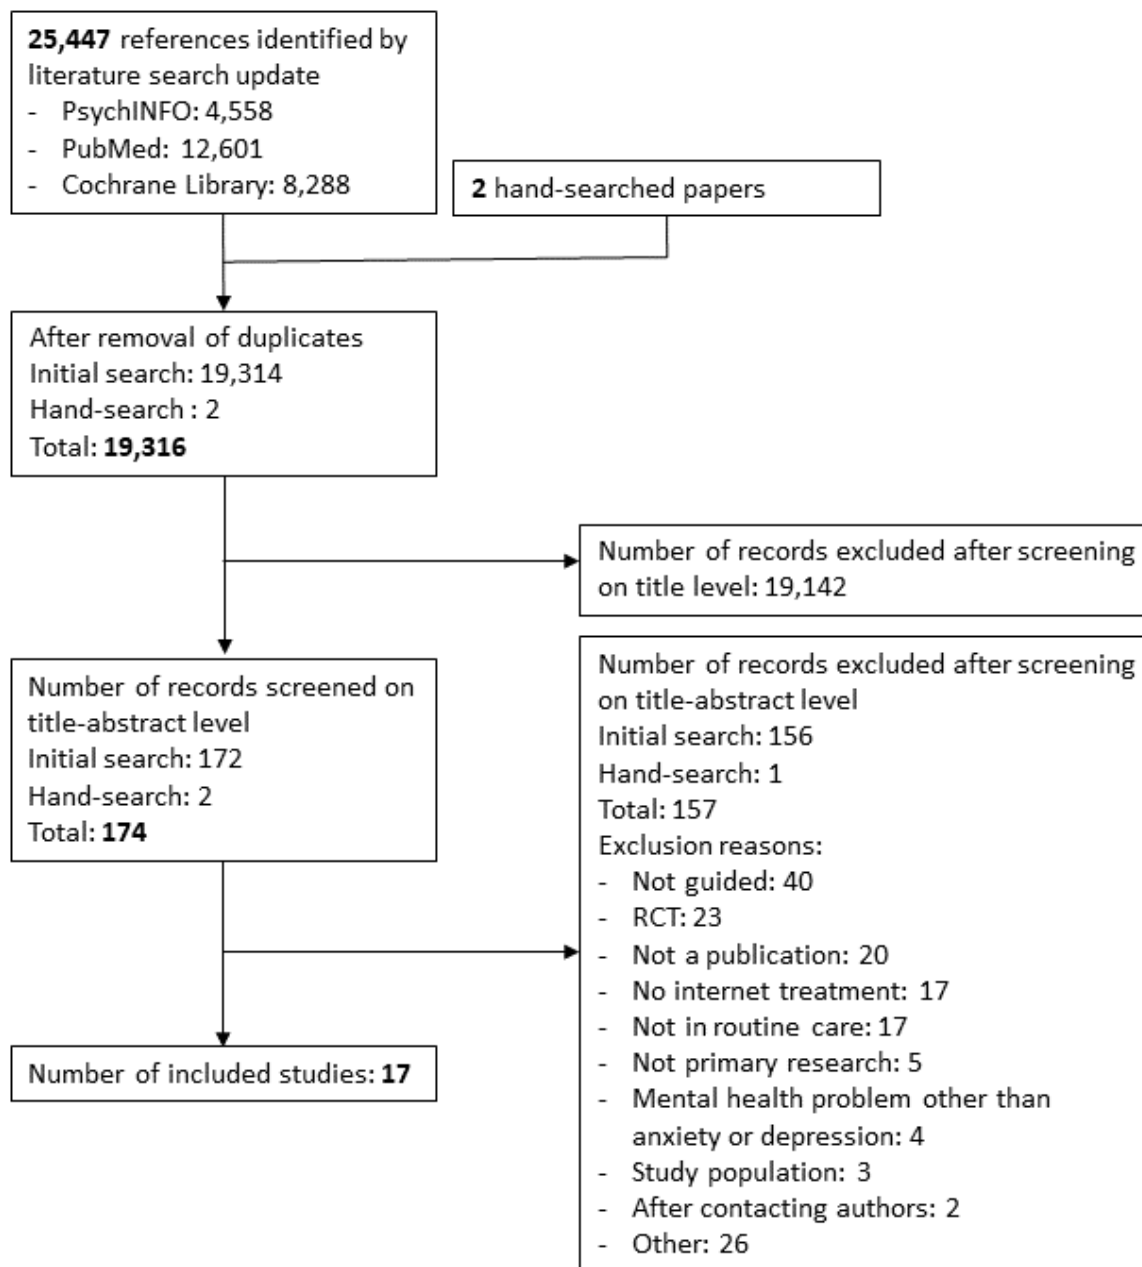 25,447 references identified by
literature search update
- PsychINFO: 4,558
- PubMed: 12,601
- Cochrane Library: 8,288
2 hand-searched papers
After removal of duplicates
Initial search: 19,314
Hand-search : 2
Total: 19,316
Number of records excluded after screening
on title level: 19,142
Number of records screened on
title-abstract level
Initial search: 172
Hand-search: 2
Total: 174
Number of records excluded after screening
on title-abstract level
Initial search: 156
Hand-search: 1
Total: 157
Exclusion reasons:
- Not guided: 40
- RCT: 23
- Not a publication: 20
- No internet treatment: 17
- Not in routine care: 17
- Not primary research: 5
- Mental health problem other than
anxiety or depression: 4
- Study population: 3
- After contacting authors: 2
- Other: 26
Number of included studies: 17